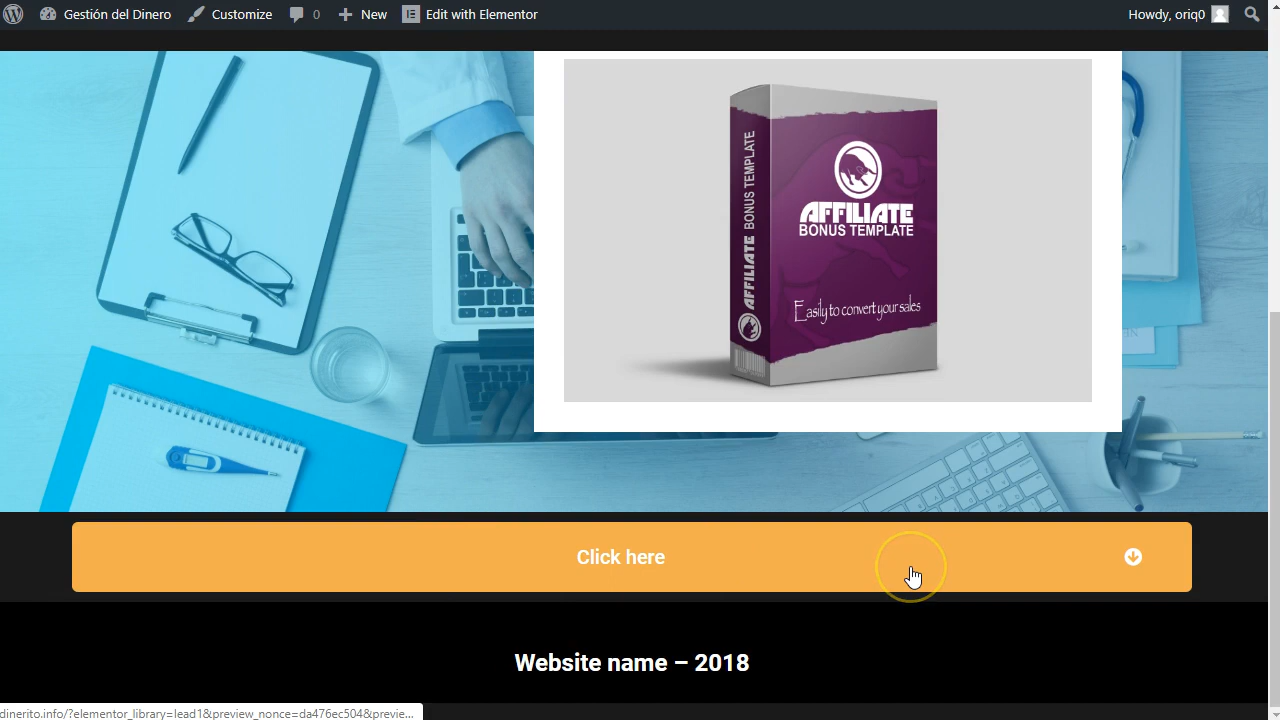 Gestión del Dinero Customize 0 New Edit with Elementor Howdy, oriq0
AFFILIATE BONUS TEMPLATE
AFFILIATE
BONUS TEMPLATE
Easily to convert your sales
Click here
Website name – 2018
dinerito.info/?elementor_library=lead1&preview_nonce=da476ec504&previe...